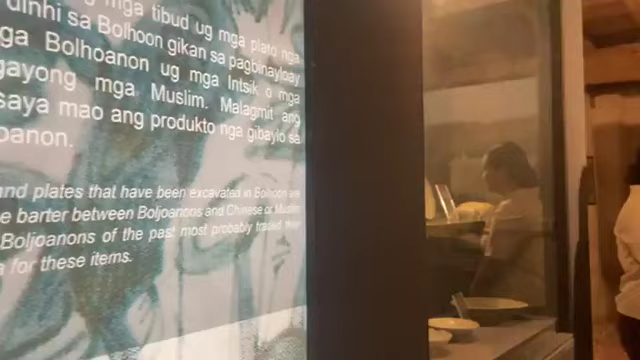 mga tibud ug mga plato nga
dinhi sa Bolhoon gikan sa pagbinayloay
ga Bolhoanon ug mga Intsik o mga
gayong mga Muslim. Malagmit ang
saya mao ang produkto nga gibaylo sa
oanon.
and plates that have been excavated in Bolhoon are
e barter between Boljoanons and Chinese or Muslim
Boljoanons of the past most probably traded their
a for these items.